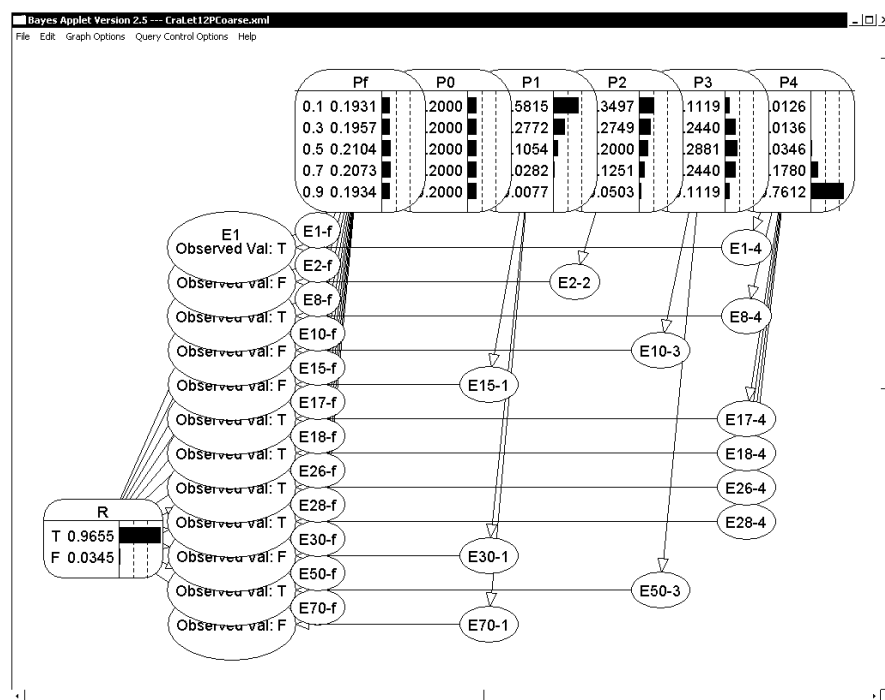 Bayes Applet Version 2.5 --- CraLet12PCoarse.xml
File Edit Graph Options Query Control Options Help
Pf P0 P1 P2 P3 P4
0.1 0.1931 .2000 .5815 .3497 .1119 .0126
0.3 0.1957 .2000 .2772 .2749 .2440 .0136
0.5 0.2104 .2000 .1054 .2000 .2881 .0346
0.7 0.2073 .2000 .0282 .1251 .2440 .1780
0.9 0.1934 .2000 .0077 .0503 .1119 .7612
E1 E1-f
Observed Val: T E1-4
E2-f
Observed Val: F E2-2
E8-f
Observed Val: T E8-4
E10-f
Observed Val: F E10-3
E15-f
Observed Val: F E15-1
E17-f
Observed Val: T E17-4
E18-f
Observed Val: T E18-4
E26-f
Observed Val: T E26-4
E28-f
Observed Val: T E28-4
R
T 0.9655
F 0.0345
E30-f
Observed Val: F E30-1
E50-f
Observed Val: T E50-3
E70-f
Observed Val: F E70-1